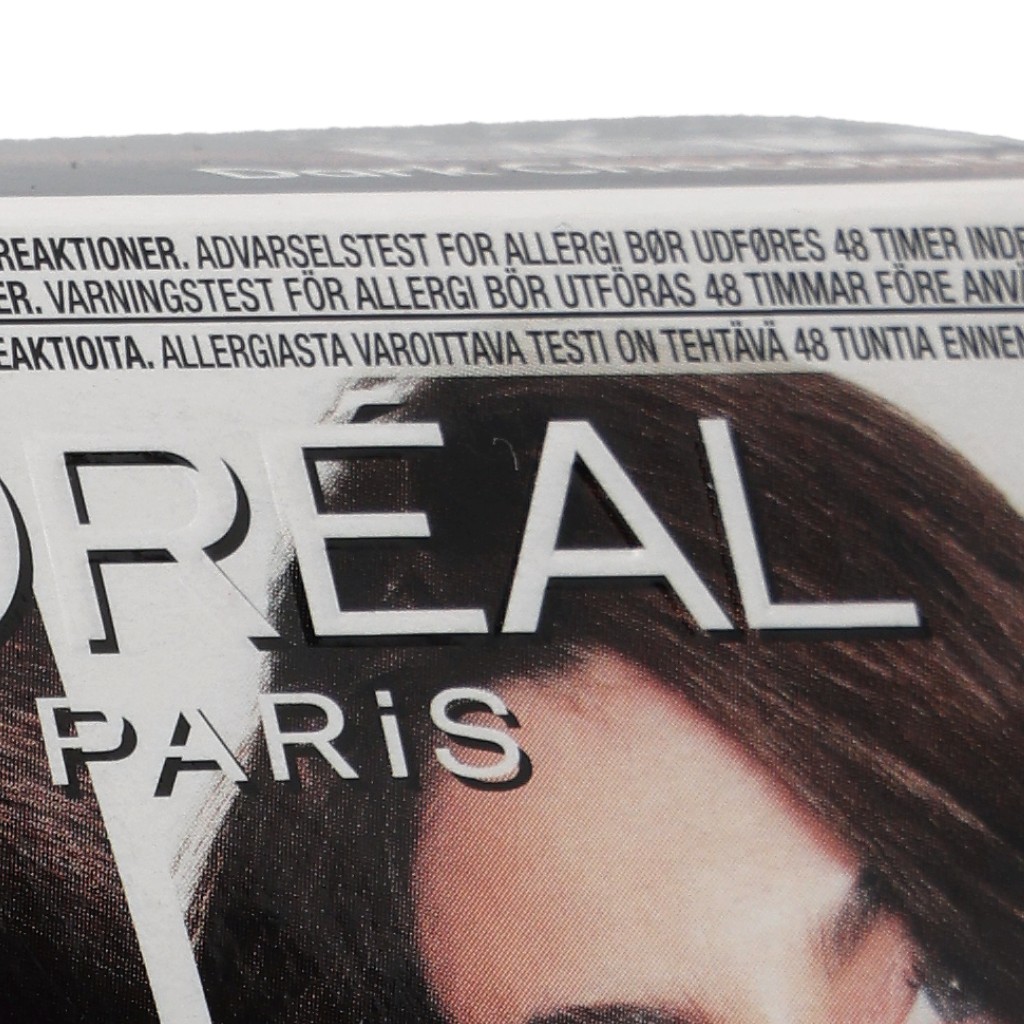 REAKTIONER. ADVARSELSTEST FOR ALLERGI BØR UDFØRES 48 TIMER INDE
ER. VARNINGSTEST FÖR ALLERGI BÖR UTFÖRAS 48 TIMMAR FÖRE ANVÄ
EAKTIOITA. ALLERGIASTA VAROITTAVA TESTI ON TEHTÄVÄ 48 TUNTIA ENNEN
ORÉAL
PARiS